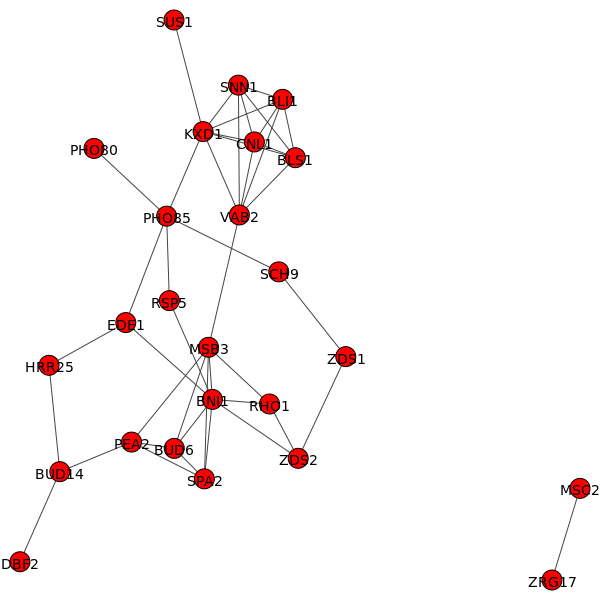 SUS1
SNN1
BLI1
KXD1
CNL1
PHO80
BLS1
PHO85
VAB2
SCH9
RSP5
EDE1
MSB3
ZDS1
HRR25
BNI1
RHO1
PEA2
BUD6
ZDS2
BUD14
SPA2
MSC2
DBF2
ZRG17